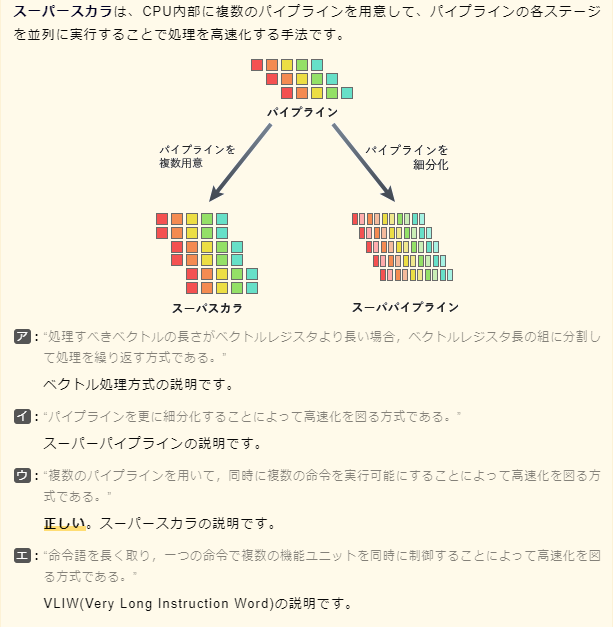 スーパースカラは、CPU内部に複数のパイプラインを用意して、パイプラインの各ステージ
を並列に実行することで処理を高速化する手法です。
パイプライン
パイプラインを
複数用意
パイプラインを
細分化
スーパスカラ
スーパパイプライン
ア：“処理すべきベクトルの長さがベクトルレジスタより長い場合，ベクトルレジスタ長の組に分割し
て処理を繰り返す方式である。”
ベクトル処理方式の説明です。
イ：“パイプラインを更に細分化することによって高速化を図る方式である。”
スーパーパイプラインの説明です。
ウ：“複数のパイプラインを用いて，同時に複数の命令を実行可能にすることによって高速化を図る方
式である。”
正しい。スーパースカラの説明です。
エ：“命令語を長く取り，一つの命令で複数の機能ユニットを同時に制御することによって高速化を図
る方式である。”
VLIW(Very Long Instruction Word)の説明です。